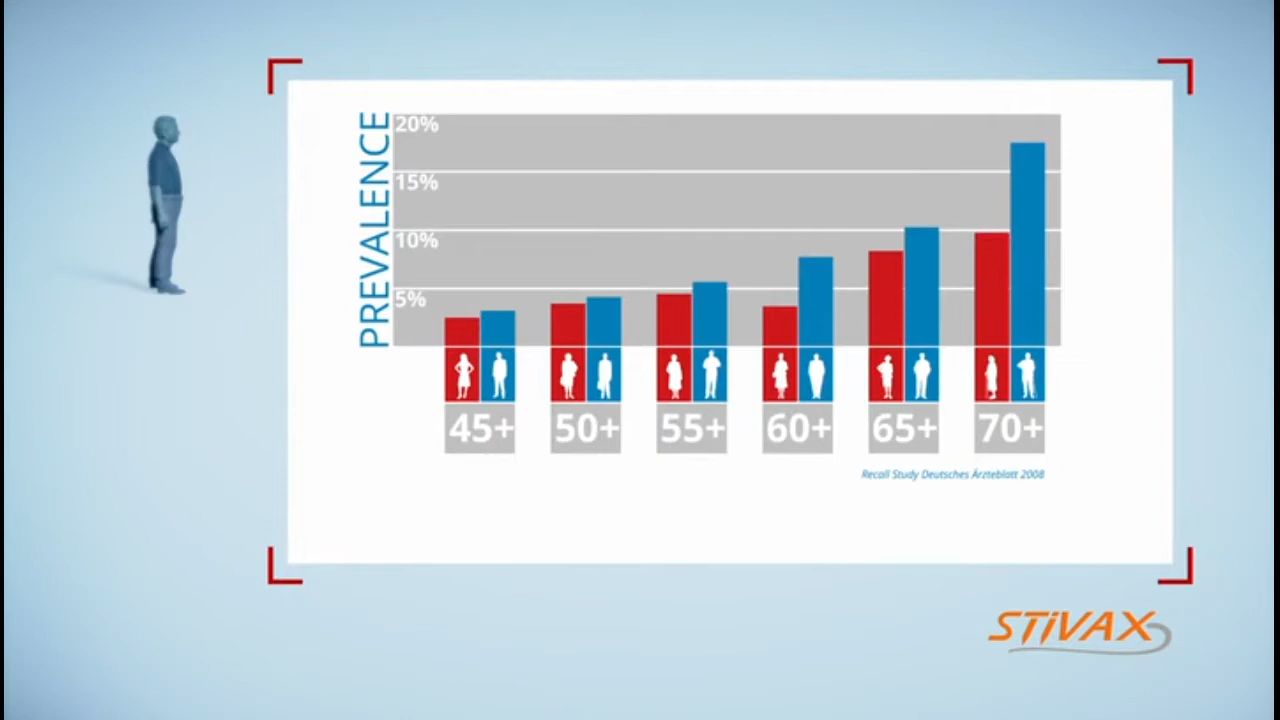 PREVALENCE
20%
15%
10%
5%
45+ 50+ 55+ 60+ 65+ 70+
Recall Study Deutsches Ärzteblatt 2008
STiVAX